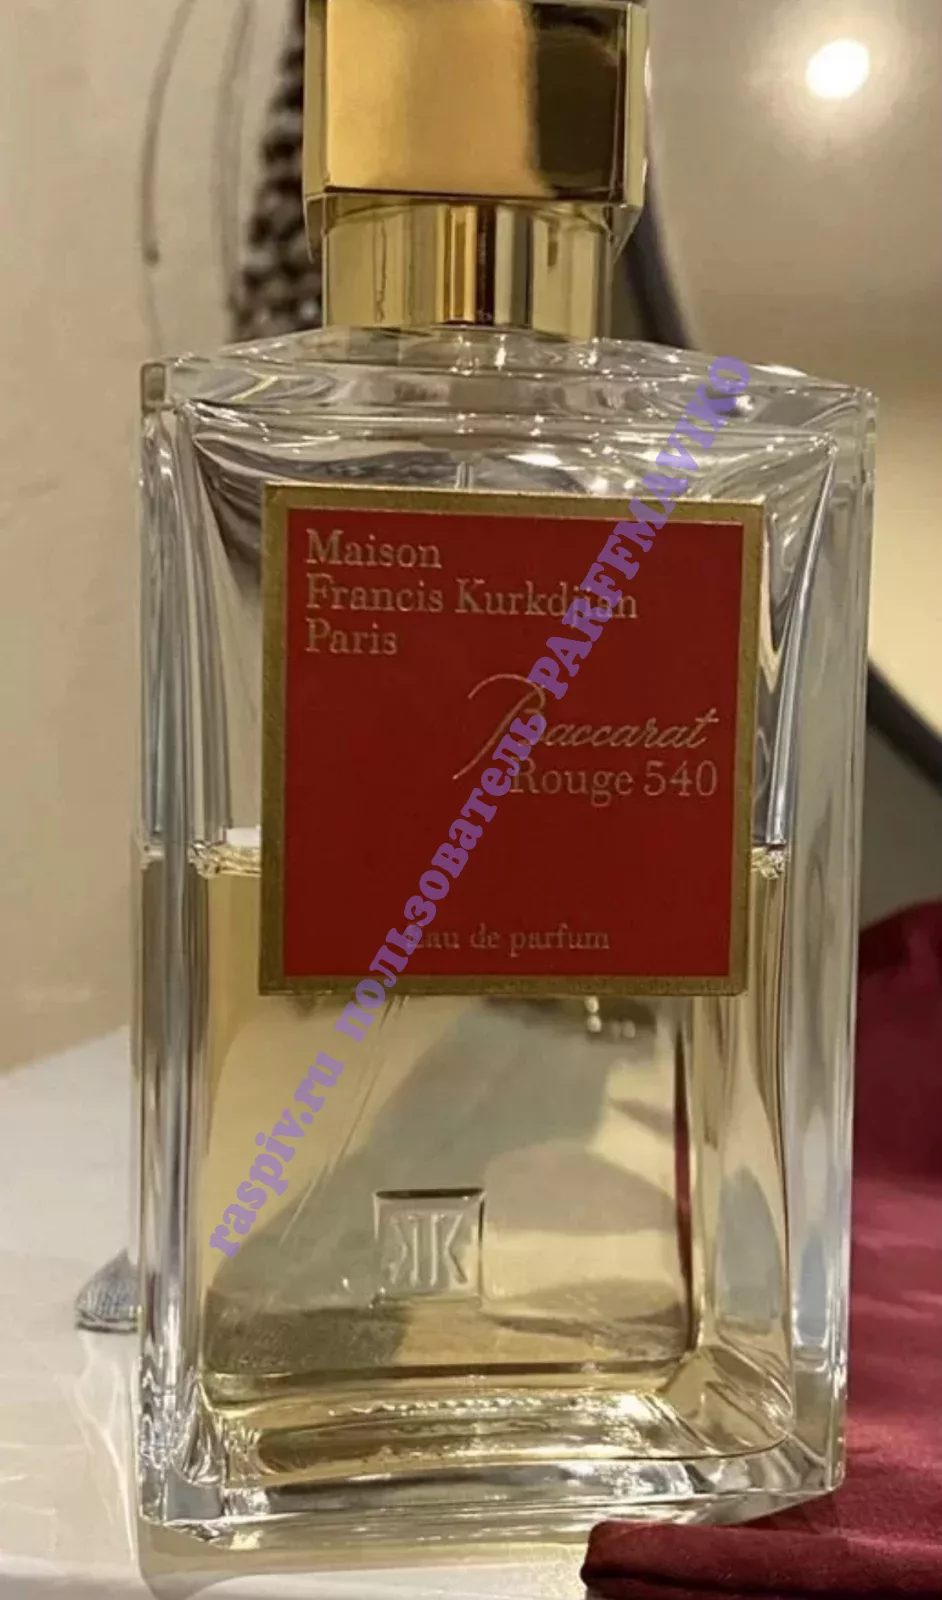 Maison
Francis Kurkdjian
Paris
Baccarat
Rouge 540
Eau de parfum
raspiv.ru пользователь PARFFMAVIKO